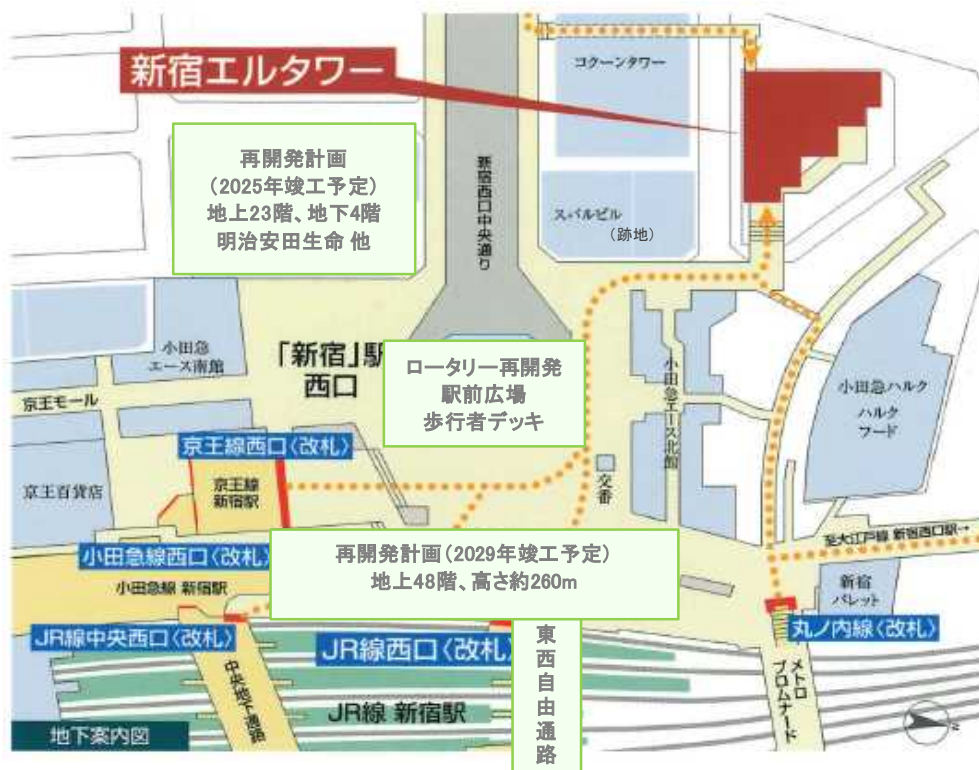 コクーンタワー
新宿エルタワー
再開発計画
（2025年竣工予定）
地上23階、地下4階
明治安田生命 他
新宿西口中央通り
スバルビル
（跡地）
小田急
エース南館
「新宿」駅
西口
ロータリー再開発
駅前広場
歩行者デッキ
小田急エース北館
小田急ハルク
ハルク
フード
京王モール
京王線西口〈改札〉
京王百貨店
京王線
新宿駅
交番
小田急線西口〈改札〉
再開発計画（2029年竣工予定）
地上48階、高さ約260m
至大江戸線 新宿西口駅→
小田急線 新宿駅
新宿
パレット
JR線中央西口〈改札〉
JR線西口〈改札〉
東西自由通路
丸ノ内線〈改札〉
中央地下通路
JR線 新宿駅
メトロ
プロムナード
地下案内図
N